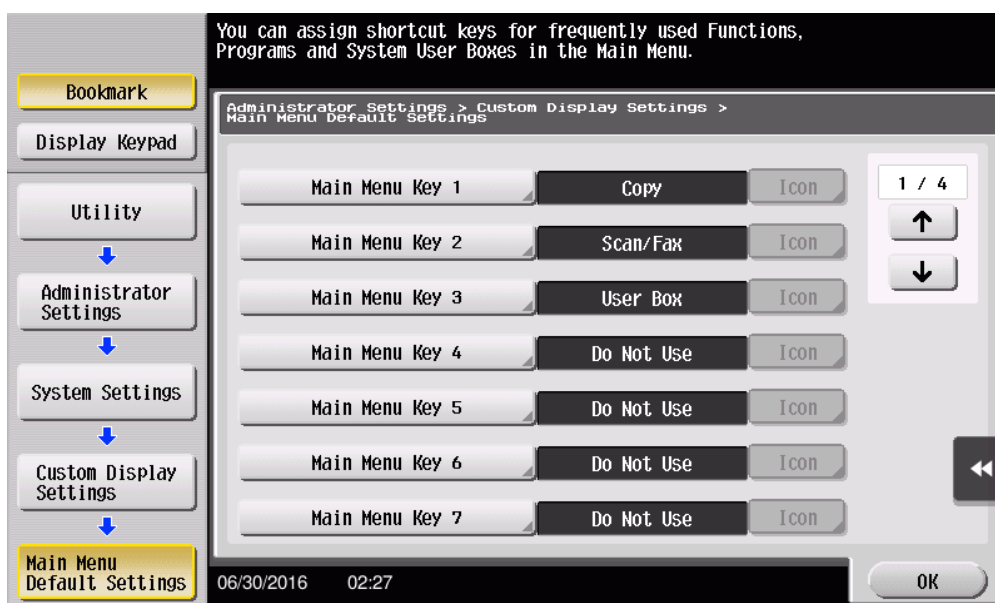 You can assign shortcut keys for frequently used Functions,
Programs and System User Boxes in the Main Menu.
Bookmark
Display Keypad
Utility
Administrator
Settings
System Settings
Custom Display
Settings
Main Menu
Default Settings
Administrator Settings > Custom Display Settings >
Main Menu Default Settings
Main Menu Key 1 Copy Icon
Main Menu Key 2 Scan/Fax Icon
Main Menu Key 3 User Box Icon
Main Menu Key 4 Do Not Use Icon
Main Menu Key 5 Do Not Use Icon
Main Menu Key 6 Do Not Use Icon
Main Menu Key 7 Do Not Use Icon
1 / 4
06/30/2016 02:27
OK